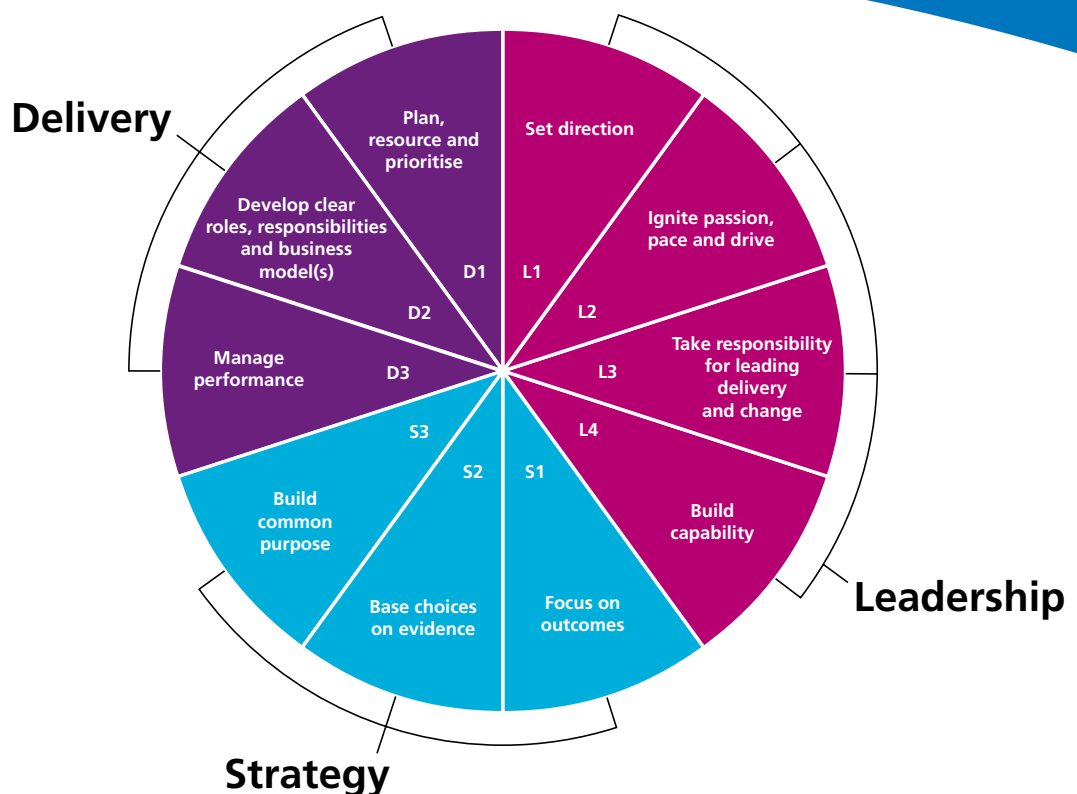 Delivery
Plan,
resource and
prioritise
D1
Set direction
L1
Ignite passion,
pace and drive
L2
Develop clear
roles, responsibilities
and business
model(s)
D2
Manage
performance
D3
Take responsibility
for leading
delivery
and change
L3
L4
Build
capability
S3
Build
common
purpose
S2
Base choices
on evidence
S1
Focus on
outcomes
Leadership
Strategy